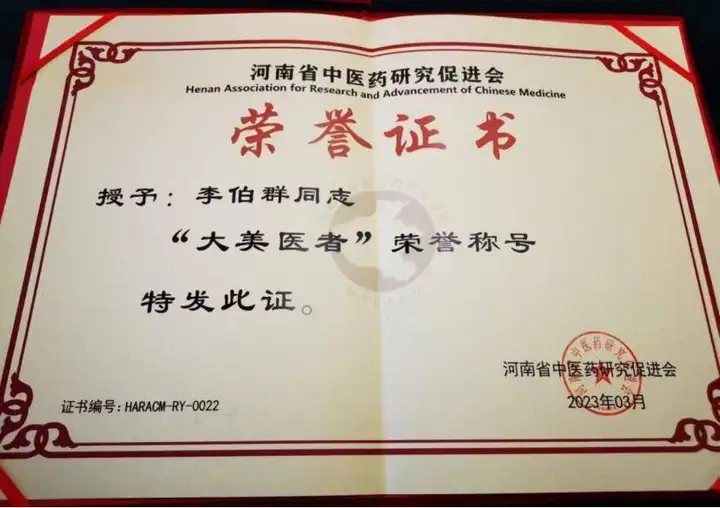 河南省中医药研究促进会
Henan Association for Research and Advancement of Chinese Medicine
荣誉证书
授予：李伯群同志
“大美医者”荣誉称号
特发此证。
河南省中医药研究促进会
2023年03月
证书编号：HARACM-RY-0022